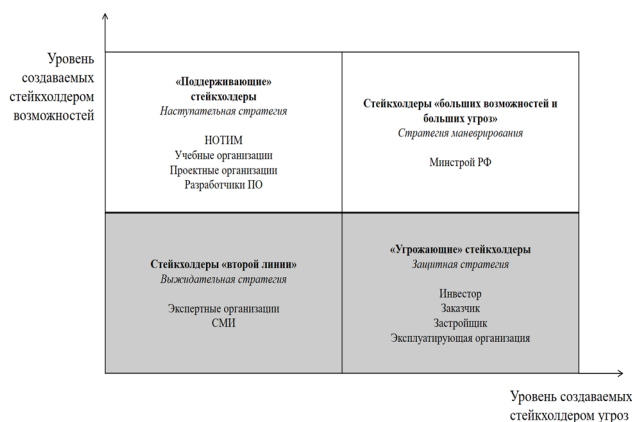 Уровень
создаваемых
стейкхолдером
возможностей
«Поддерживающие»
стейкхолдеры
Наступательная стратегия
НОТИМ
Учебные организации
Проектные организации
Разработчики ПО
Стейкхолдеры «больших возможностей и
больших угроз»
Стратегия маневрирования
Минстрой РФ
Стейкхолдеры «второй линии»
Выжидательная стратегия
Экспертные организации
СМИ
«Угрожающие» стейкхолдеры
Защитная стратегия
Инвестор
Заказчик
Застройщик
Эксплуатирующая организация
Уровень создаваемых
стейкхолдером угроз